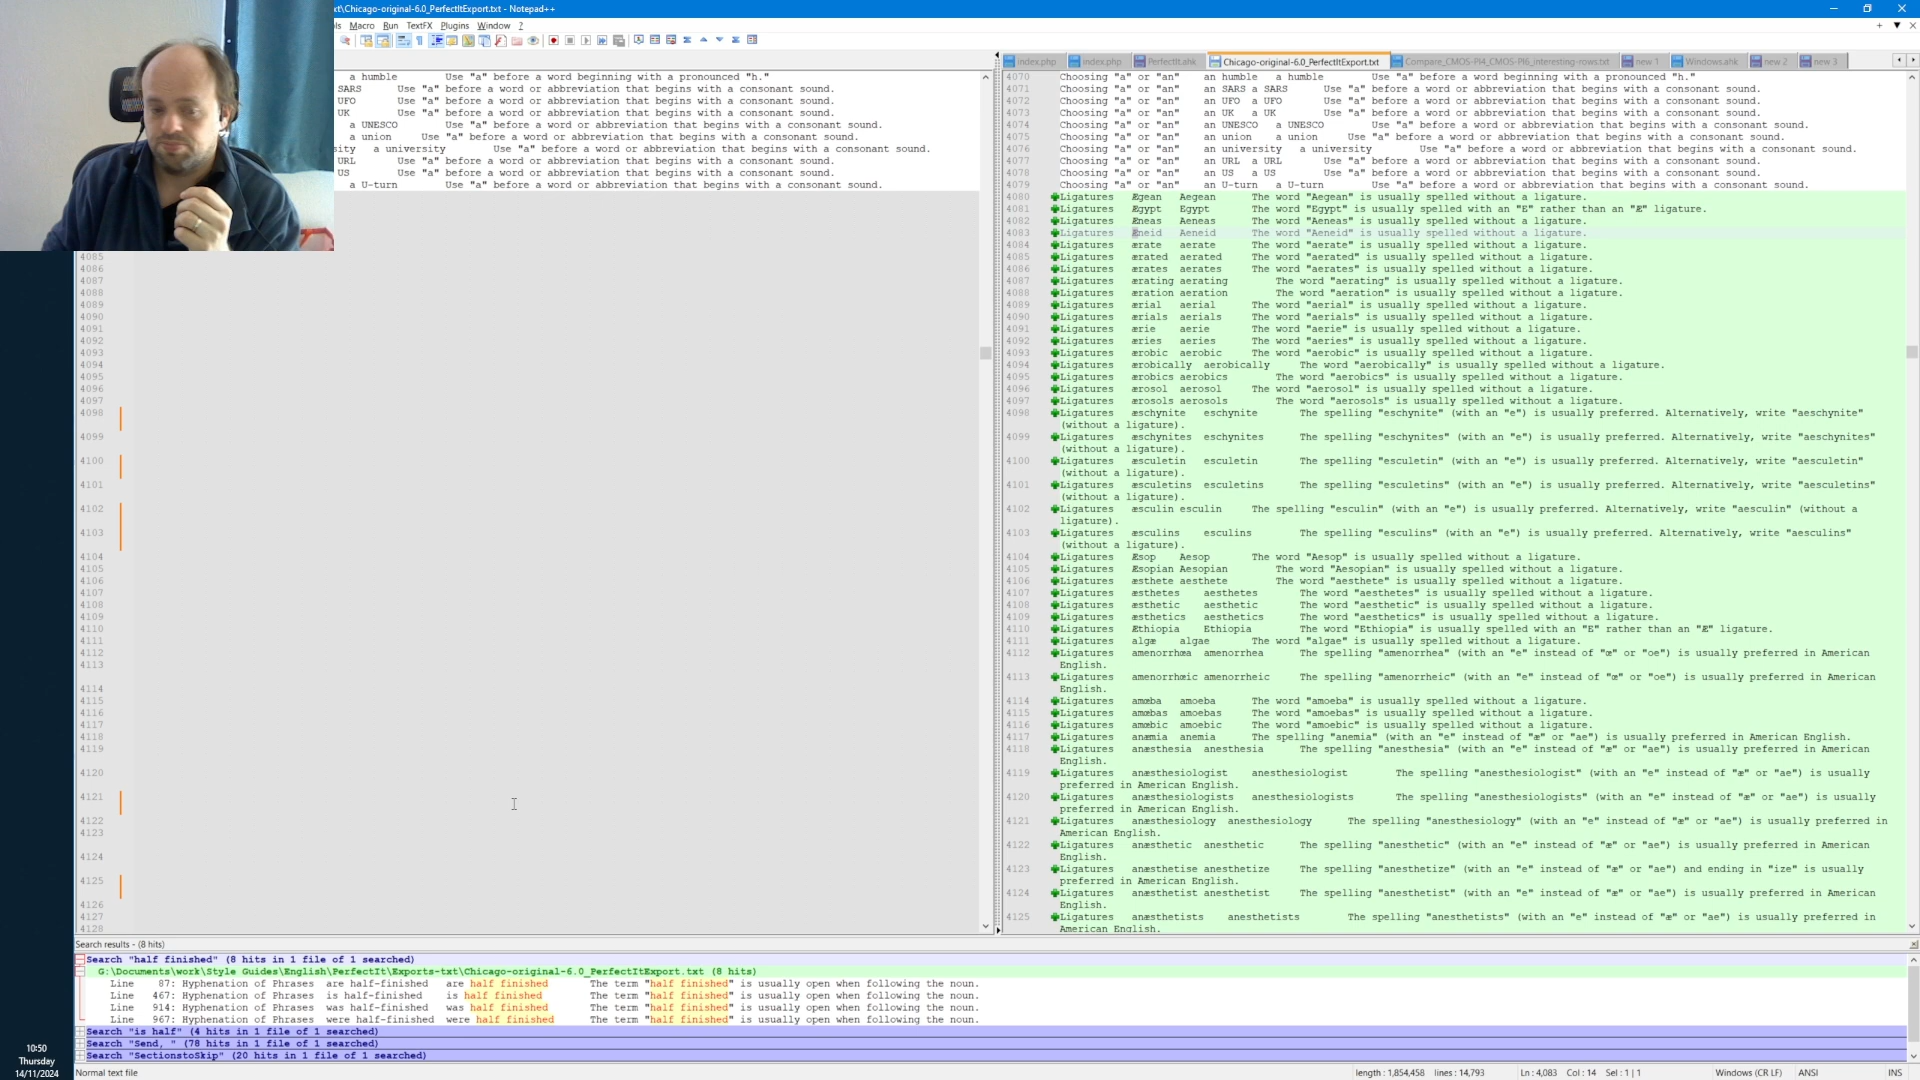 xt\Chicago-original-6.0_PerfectItExport.txt - Notepad++
ls Macro Run TextFX Plugins Window ?
index.php index.php PerfectIt.ahk Chicago-original-6.0_PerfectItExport.txt Compare_CMOS-PI4_CMOS-PI6_interesting-rows.txt new 1 Windows.ahk new 2 new 3
a humble Use "a" before a word beginning with a pronounced "h."
SARS Use "a" before a word or abbreviation that begins with a consonant sound.
UFO Use "a" before a word or abbreviation that begins with a consonant sound.
UK Use "a" before a word or abbreviation that begins with a consonant sound.
a UNESCO Use "a" before a word or abbreviation that begins with a consonant sound.
a union Use "a" before a word or abbreviation that begins with a consonant sound.
sity a university Use "a" before a word or abbreviation that begins with a consonant sound.
URL Use "a" before a word or abbreviation that begins with a consonant sound.
US Use "a" before a word or abbreviation that begins with a consonant sound.
a U-turn Use "a" before a word or abbreviation that begins with a consonant sound.
4085
4086
4087
4088
4089
4090
4091
4092
4093
4094
4095
4096
4097
4098
4099
4100
4101
4102
4103
4104
4105
4106
4107
4108
4109
4110
4111
4112
4113
4114
4115
4116
4117
4118
4119
4120
4121
4122
4123
4124
4125
4126
4127
4128
4070 Choosing "a" or "an" an humble a humble Use "a" before a word beginning with a pronounced "h."
4071 Choosing "a" or "an" an SARS a SARS Use "a" before a word or abbreviation that begins with a consonant sound.
4072 Choosing "a" or "an" an UFO a UFO Use "a" before a word or abbreviation that begins with a consonant sound.
4073 Choosing "a" or "an" an UK a UK Use "a" before a word or abbreviation that begins with a consonant sound.
4074 Choosing "a" or "an" an UNESCO a UNESCO Use "a" before a word or abbreviation that begins with a consonant sound.
4075 Choosing "a" or "an" an union a union Use "a" before a word or abbreviation that begins with a consonant sound.
4076 Choosing "a" or "an" an university a university Use "a" before a word or abbreviation that begins with a consonant sound.
4077 Choosing "a" or "an" an URL a URL Use "a" before a word or abbreviation that begins with a consonant sound.
4078 Choosing "a" or "an" an US a US Use "a" before a word or abbreviation that begins with a consonant sound.
4079 Choosing "a" or "an" an U-turn a U-turn Use "a" before a word or abbreviation that begins with a consonant sound.
4080 Ligatures Ægean Aegean The word "Aegean" is usually spelled without a ligature.
4081 Ligatures Ægypt Egypt The word "Egypt" is usually spelled with an "E" rather than an "Æ" ligature.
4082 Ligatures Æneas Aeneas The word "Aeneas" is usually spelled without a ligature.
4083 Ligatures Æneid Aeneid The word "Aeneid" is usually spelled without a ligature.
4084 Ligatures ærate aerate The word "aerate" is usually spelled without a ligature.
4085 Ligatures ærated aerated The word "aerated" is usually spelled without a ligature.
4086 Ligatures ærates aerates The word "aerates" is usually spelled without a ligature.
4087 Ligatures ærating aerating The word "aerating" is usually spelled without a ligature.
4088 Ligatures æration aeration The word "aeration" is usually spelled without a ligature.
4089 Ligatures ærial aerial The word "aerial" is usually spelled without a ligature.
4090 Ligatures ærials aerials The word "aerials" is usually spelled without a ligature.
4091 Ligatures ærie aerie The word "aerie" is usually spelled without a ligature.
4092 Ligatures æries aeries The word "aeries" is usually spelled without a ligature.
4093 Ligatures ærobic aerobic The word "aerobic" is usually spelled without a ligature.
4094 Ligatures ærobically aerobically The word "aerobically" is usually spelled without a ligature.
4095 Ligatures ærobics aerobics The word "aerobics" is usually spelled without a ligature.
4096 Ligatures ærosol aerosol The word "aerosol" is usually spelled without a ligature.
4097 Ligatures ærosols aerosols The word "aerosols" is usually spelled without a ligature.
4098 Ligatures æschynite eschynite The spelling "eschynite" (with an "e") is usually preferred. Alternatively, write "aeschynite"
(without a ligature).
4099 Ligatures æschynites eschynites The spelling "eschynites" (with an "e") is usually preferred. Alternatively, write "aeschynites"
(without a ligature).
4100 Ligatures æsculetin esculetin The spelling "esculetin" (with an "e") is usually preferred. Alternatively, write "aesculetin"
(without a ligature).
4101 Ligatures æsculetins esculetins The spelling "esculetins" (with an "e") is usually preferred. Alternatively, write "aesculetins"
(without a ligature).
4102 Ligatures æsculin esculin The spelling "esculin" (with an "e") is usually preferred. Alternatively, write "aesculin" (without a
ligature).
4103 Ligatures æsculins esculins The spelling "esculins" (with an "e") is usually preferred. Alternatively, write "aesculins"
(without a ligature).
4104 Ligatures Æsop Aesop The word "Aesop" is usually spelled without a ligature.
4105 Ligatures Æsopian Aesopian The word "Aesopian" is usually spelled without a ligature.
4106 Ligatures æsthete aesthete The word "aesthete" is usually spelled without a ligature.
4107 Ligatures æsthetes aesthetes The word "aesthetes" is usually spelled without a ligature.
4108 Ligatures æsthetic aesthetic The word "aesthetic" is usually spelled without a ligature.
4109 Ligatures æsthetics aesthetics The word "aesthetics" is usually spelled without a ligature.
4110 Ligatures Æthiopia Ethiopia The word "Ethiopia" is usually spelled with an "E" rather than an "Æ" ligature.
4111 Ligatures algæ algae The word "algae" is usually spelled without a ligature.
4112 Ligatures amenorrhœa amenorrhea The spelling "amenorrhea" (with an "e" instead of "œ" or "oe") is usually preferred in American
English.
4113 Ligatures amenorrhœic amenorrheic The spelling "amenorrheic" (with an "e" instead of "œ" or "oe") is usually preferred in American
English.
4114 Ligatures amœba amoeba The word "amoeba" is usually spelled without a ligature.
4115 Ligatures amœbas amoebas The word "amoebas" is usually spelled without a ligature.
4116 Ligatures amœbic amoebic The word "amoebic" is usually spelled without a ligature.
4117 Ligatures anæmia anemia The spelling "anemia" (with an "e" instead of "æ" or "ae") is usually preferred in American English.
4118 Ligatures anæsthesia anesthesia The spelling "anesthesia" (with an "e" instead of "æ" or "ae") is usually preferred in American
English.
4119 Ligatures anæsthesiologist anesthesiologist The spelling "anesthesiologist" (with an "e" instead of "æ" or "ae") is usually
preferred in American English.
4120 Ligatures anæsthesiologists anesthesiologists The spelling "anesthesiologists" (with an "e" instead of "æ" or "ae") is usually
preferred in American English.
4121 Ligatures anæsthesiology anesthesiology The spelling "anesthesiology" (with an "e" instead of "æ" or "ae") is usually preferred in
American English.
4122 Ligatures anæsthetic anesthetic The spelling "anesthetic" (with an "e" instead of "æ" or "ae") is usually preferred in American
English.
4123 Ligatures anæsthetise anesthetize The spelling "anesthetize" (with an "e" instead of "æ" or "ae") and ending in "ize" is usually
preferred in American English.
4124 Ligatures anæsthetist anesthetist The spelling "anesthetist" (with an "e" instead of "æ" or "ae") is usually preferred in American
English.
4125 Ligatures anæsthetists anesthetists The spelling "anesthetists" (with an "e" instead of "æ" or "ae") is usually preferred in
American English.
Search results - (8 hits)
Search "half finished" (8 hits in 1 file of 1 searched)
G:\Documents\work\Style Guides\English\PerfectIt\Exports-txt\Chicago-original-6.0_PerfectItExport.txt (8 hits)
Line 87: Hyphenation of Phrases are half-finished are half finished The term "half finished" is usually open when following the noun.
Line 467: Hyphenation of Phrases is half-finished is half finished The term "half finished" is usually open when following the noun.
Line 914: Hyphenation of Phrases was half-finished was half finished The term "half finished" is usually open when following the noun.
Line 967: Hyphenation of Phrases were half-finished were half finished The term "half finished" is usually open when following the noun.
Search "is half" (4 hits in 1 file of 1 searched)
Search "Send, " (78 hits in 1 file of 1 searched)
Search "SectionstoSkip" (20 hits in 1 file of 1 searched)
10:50
Thursday
14/11/2024
Normal text file length : 1,854,458 lines : 14,793 Ln : 4,083 Col : 14 Sel : 1 | 1 Windows (CR LF) ANSI INS